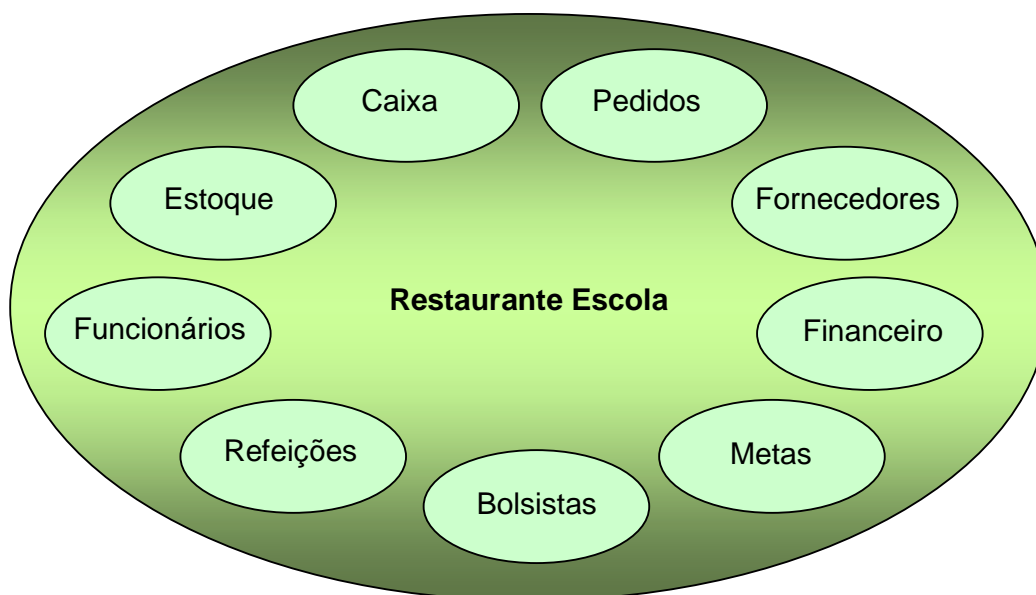 Caixa
Pedidos
Estoque
Fornecedores
Restaurante Escola
Funcionários
Financeiro
Refeições
Metas
Bolsistas